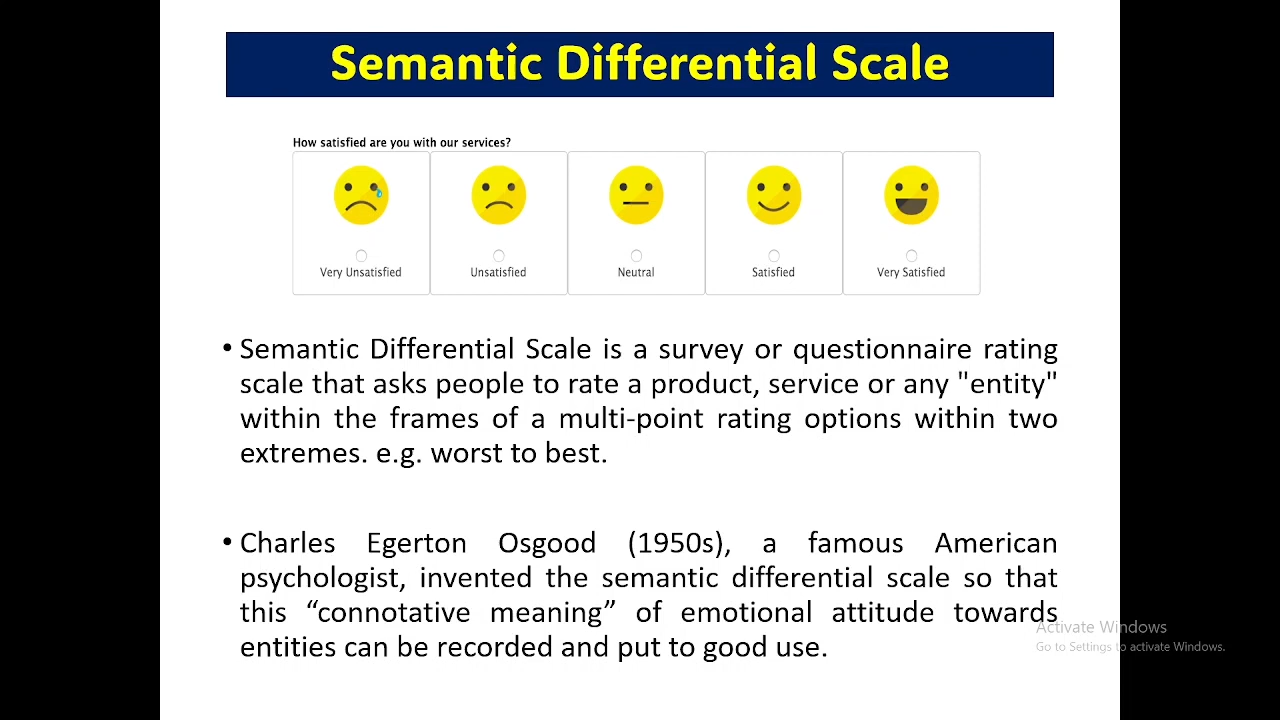 Semantic Differential Scale
How satisfied are you with our services?
Very Unsatisfied Unsatisfied Neutral Satisfied Very Satisfied
• Semantic Differential Scale is a survey or questionnaire rating
scale that asks people to rate a product, service or any "entity"
within the frames of a multi-point rating options within two
extremes. e.g. worst to best.
• Charles Egerton Osgood (1950s), a famous American
psychologist, invented the semantic differential scale so that
this “connotative meaning” of emotional attitude towards
entities can be recorded and put to good use.
Activate Windows
Go to Settings to activate Windows.